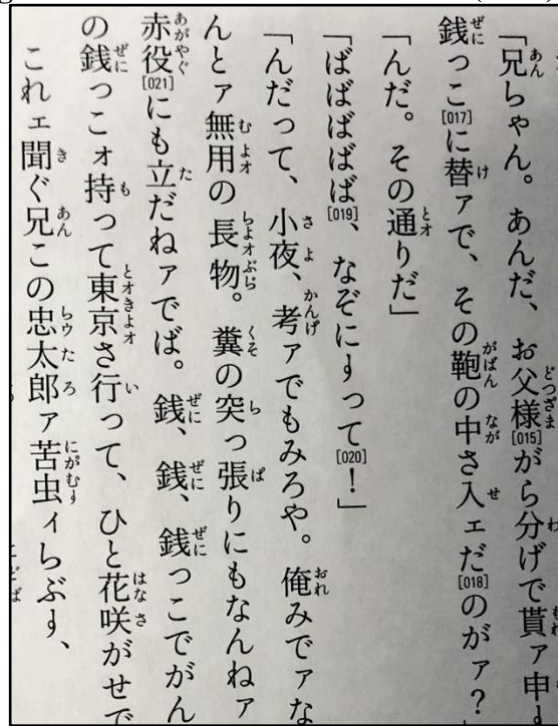 「兄ちゃん。あんだ、お父様[015]がら分げで貰ァ申
銭っこ[017]に替ァで、その鞄の中さ入ェだ[018]のがァ?
「んだ。その通りだ」
「ばばばばば[019]、なぞにすって[020]!」
「んだって、小夜、考ァでもみろや。俺みでァな
んとァ無用の長物。糞の突っ張りにもなんねァ
赤役[021]にも立だねァでば。銭、銭、銭っこでがん
の銭っこォ持って東京さ行って、ひと花咲がせで
これェ聞ぐ兄この忠太郎ァ苦虫ィらぶす、